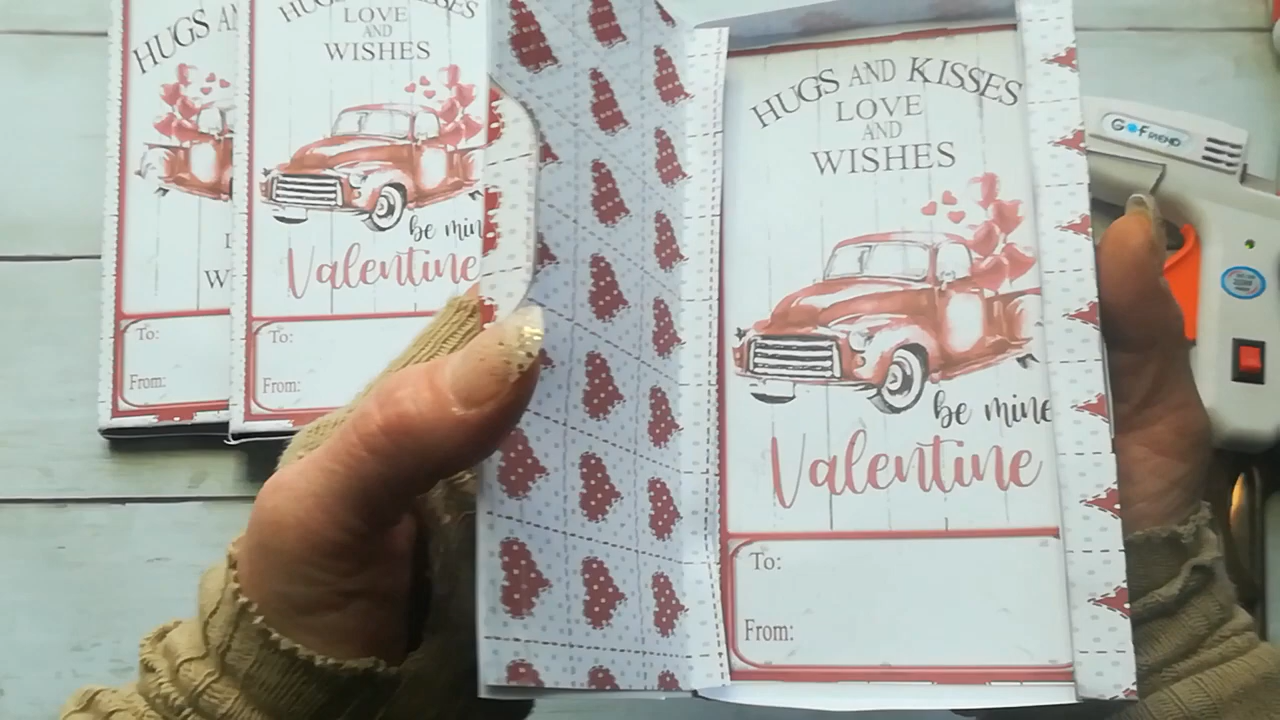 HUGS
To:
From:
LOVE
AND
WISHES
be min
Valentine
To:
From:
HUGS AND KISSES
LOVE
AND
WISHES
be mine
Valentine
To:
From:
GOFRIEND